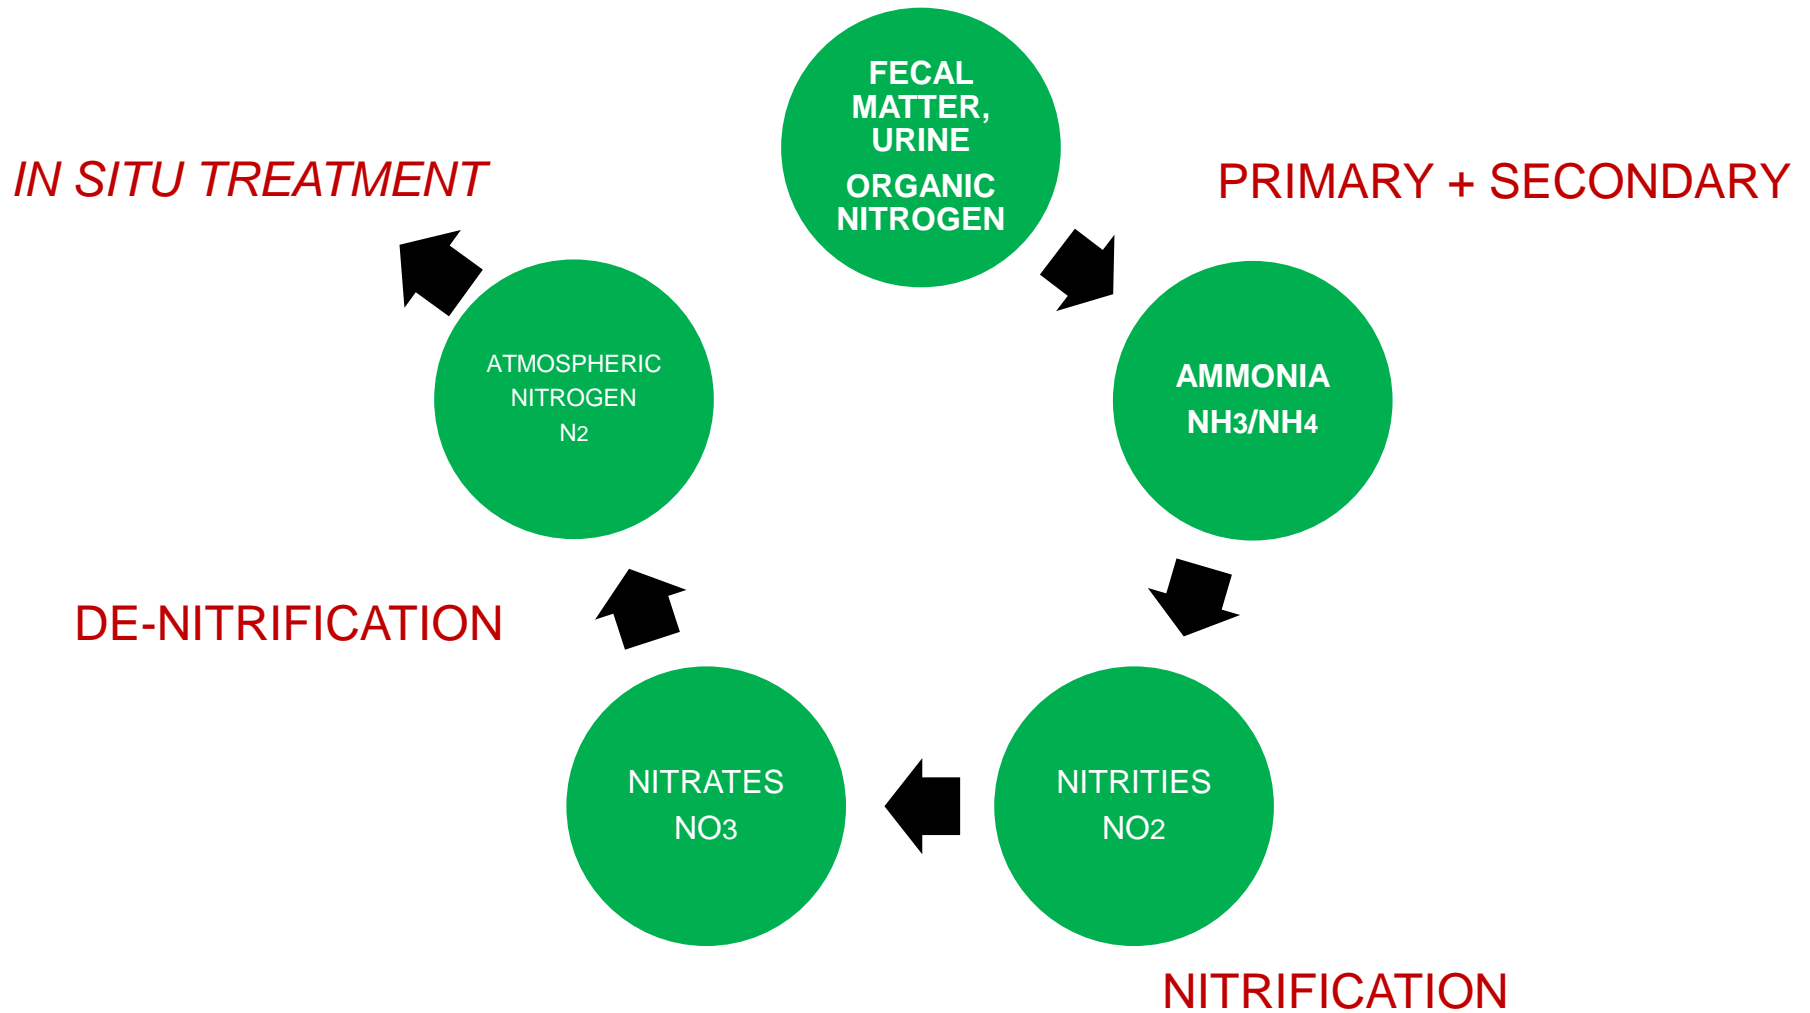 FECAL
MATTER,
URINE
ORGANIC
NITROGEN
IN SITU TREATMENT
PRIMARY + SECONDARY
ATMOSPHERIC
NITROGEN
N2
AMMONIA
NH3/NH4
DE-NITRIFICATION
NITRATES
NO3
NITRITIES
NO2
NITRIFICATION